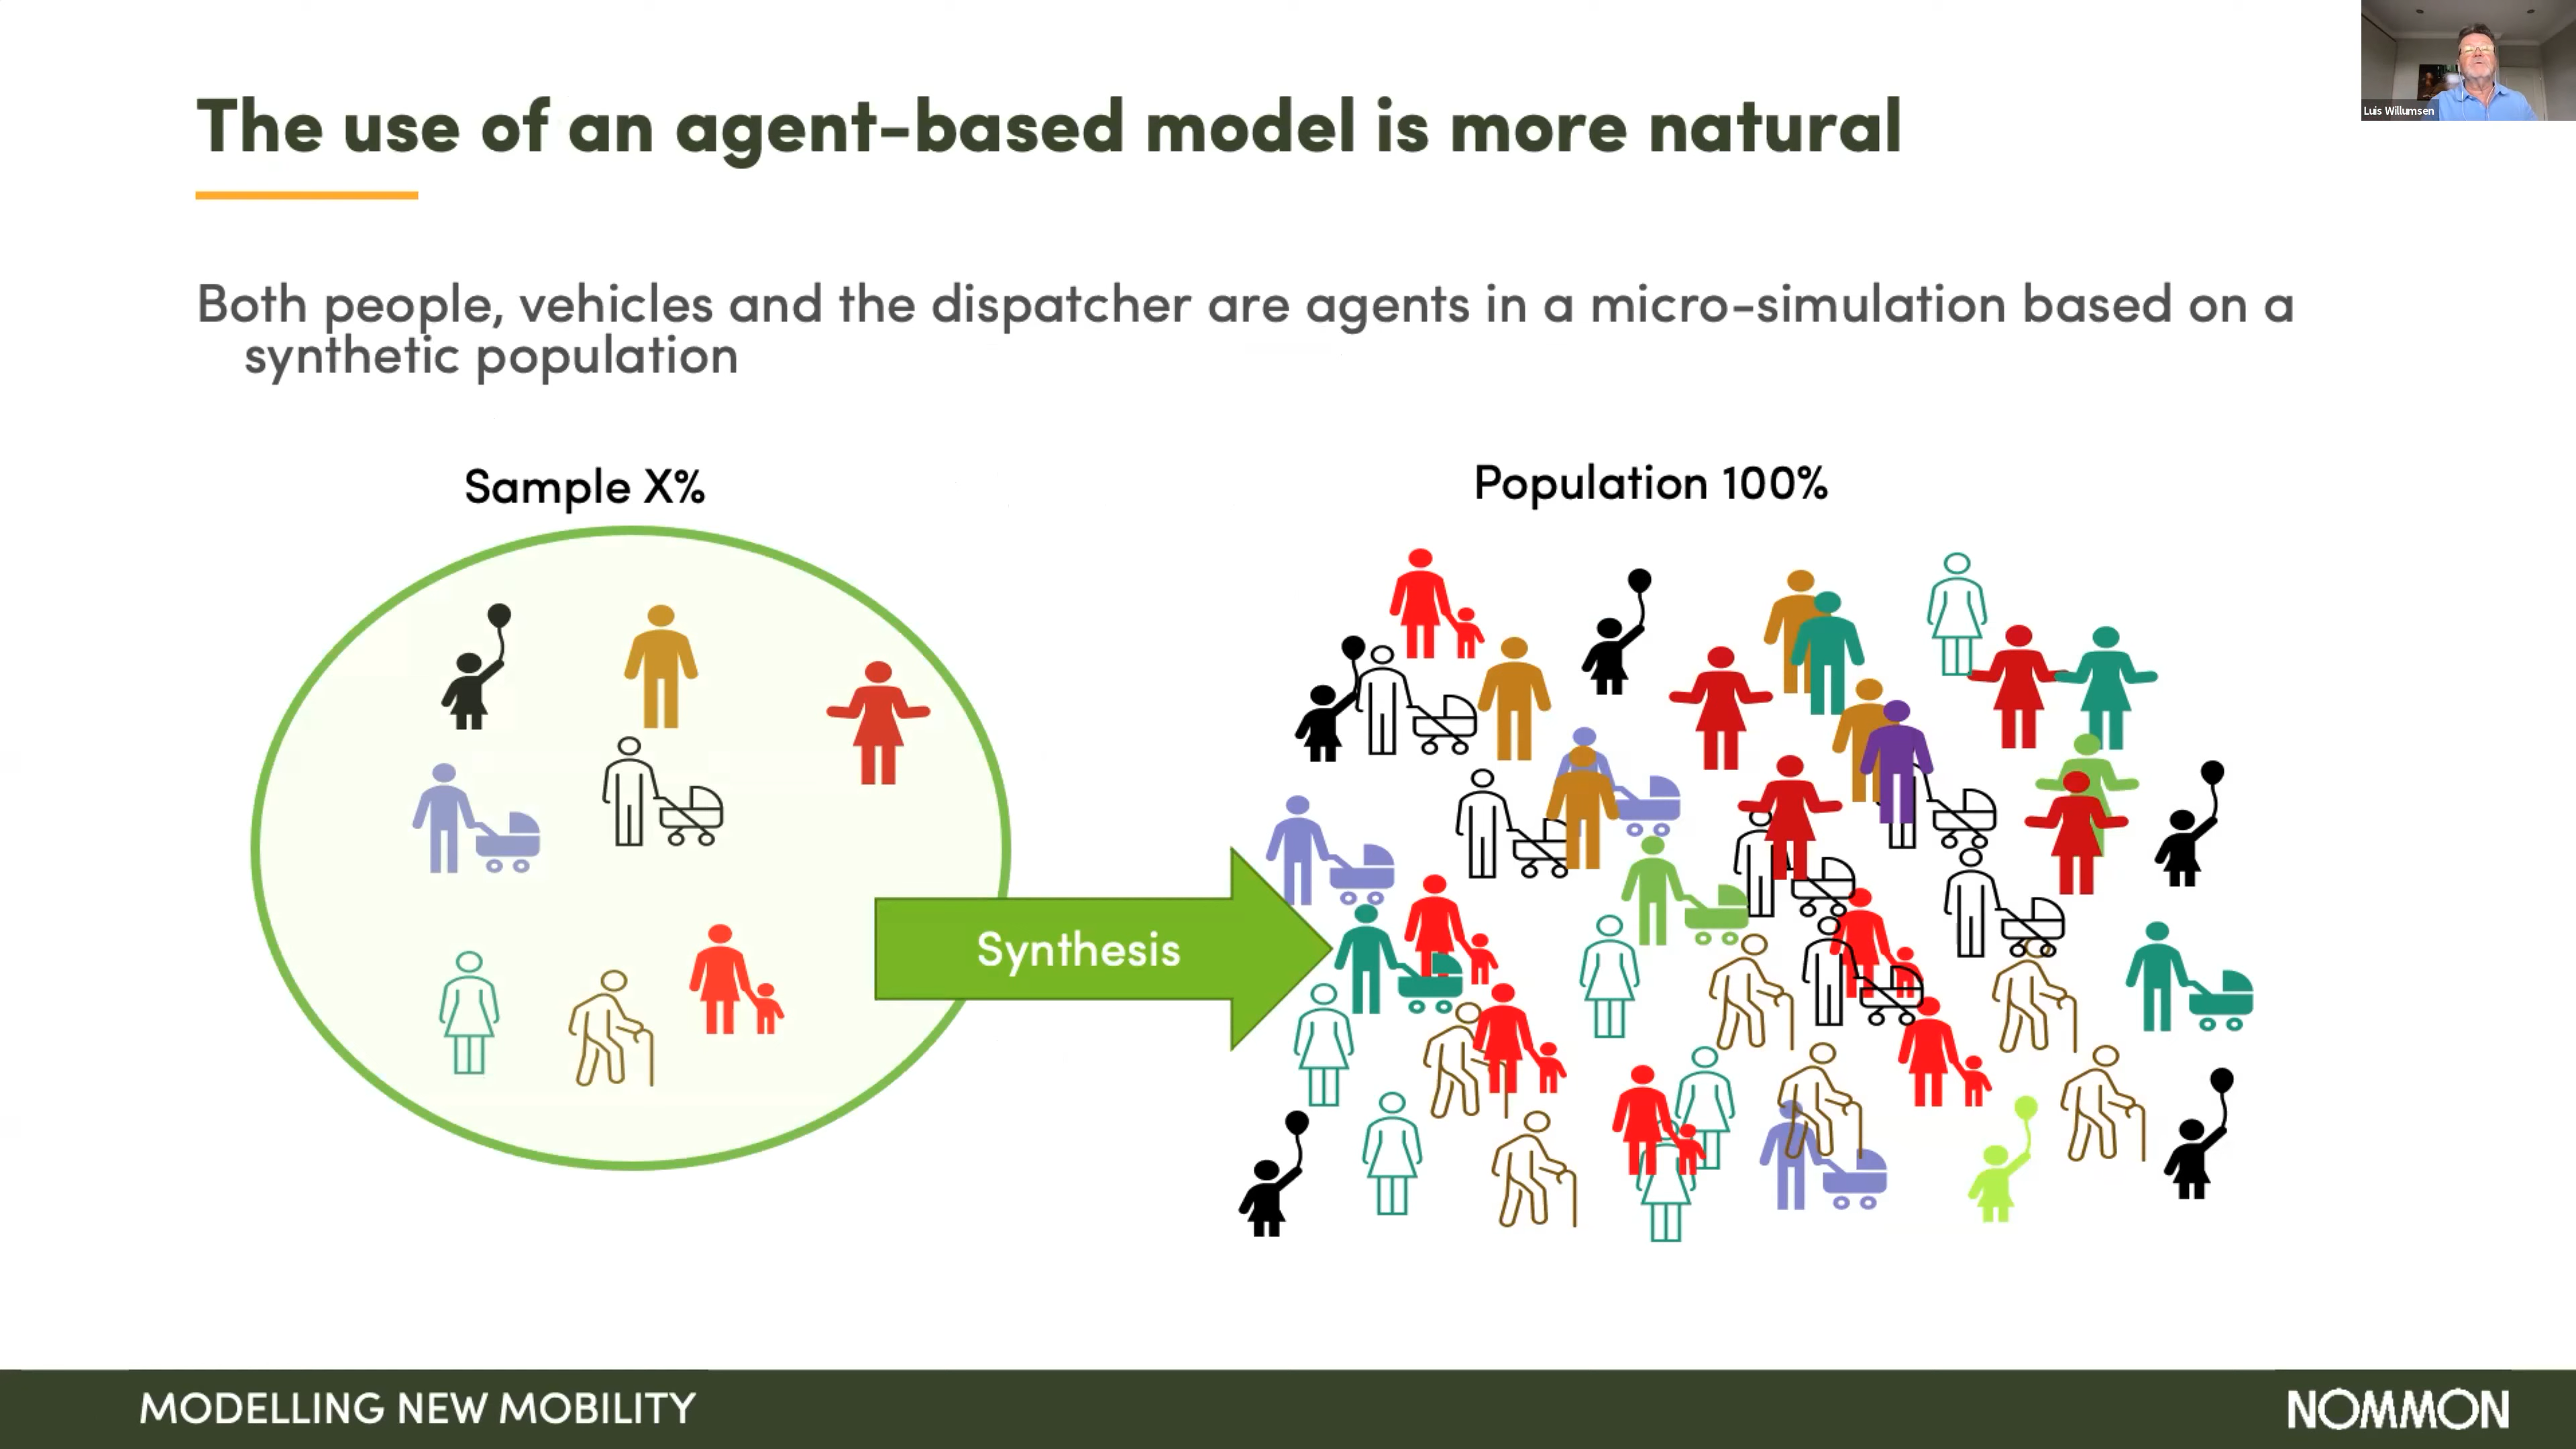 The use of an agent-based model is more natural
Luis Willumsen
Both people, vehicles and the dispatcher are agents in a micro-simulation based on a
synthetic population
Sample X%
Population 100%
Synthesis
MODELLING NEW MOBILITY
NOMMON